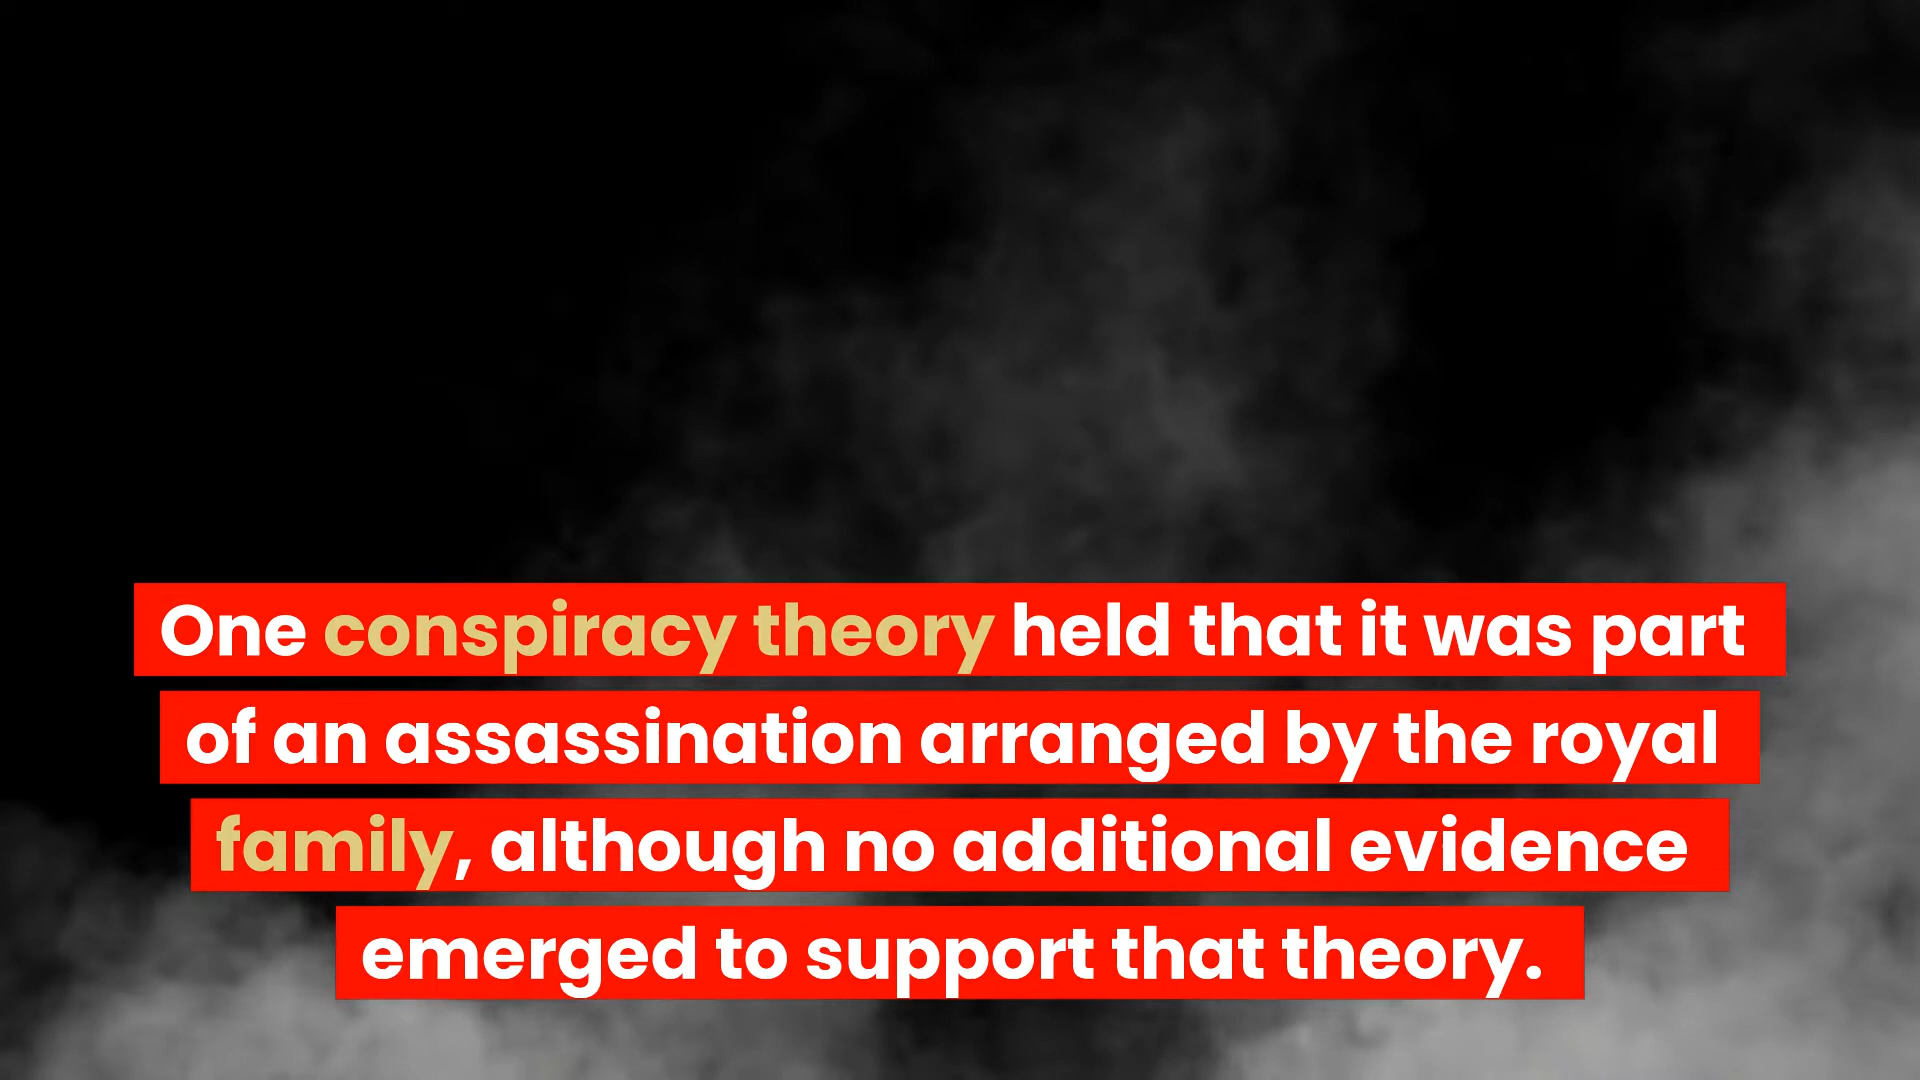 One conspiracy theory held that it was part
of an assassination arranged by the royal
family, although no additional evidence
emerged to support that theory.